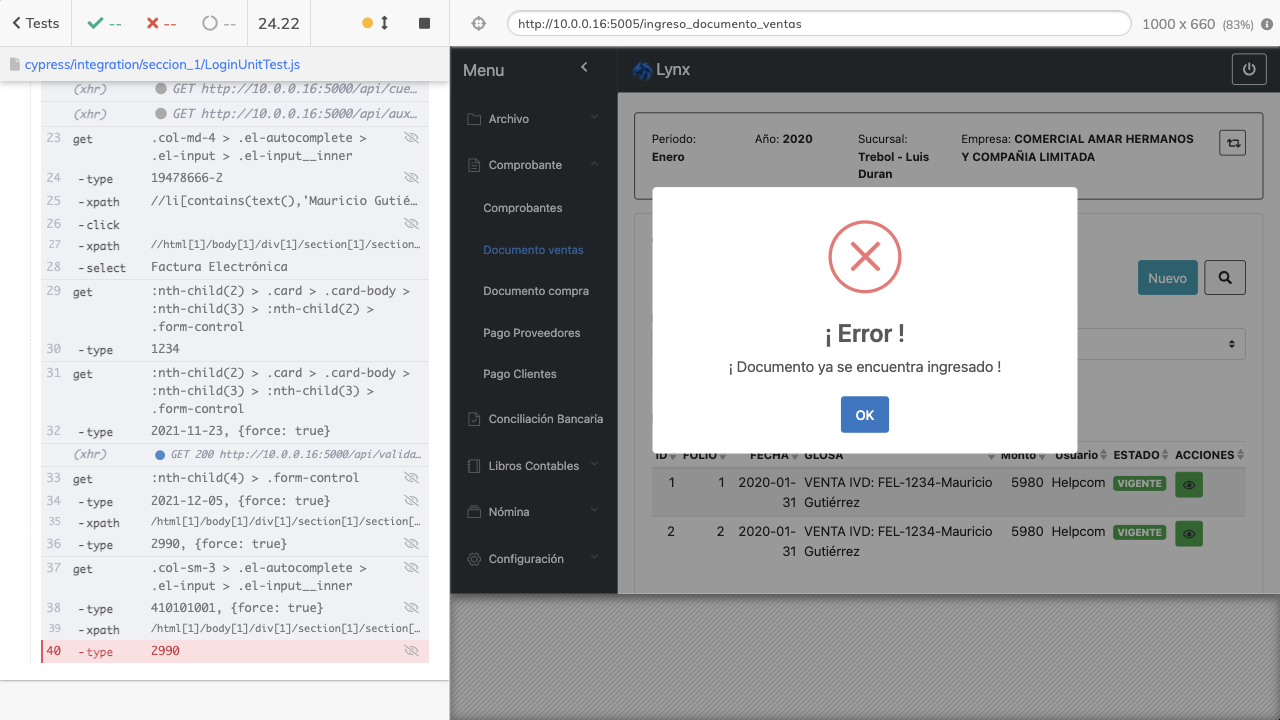 Tests
--
--
--
24.22
http://10.0.0.16:5005/ingreso_documento_ventas
1000 x 660 (83%)
cypress/integration/seccion_1/LoginUnitTest.js
(xhr) GET http://10.0.0.16:5000/api/cue…
(xhr) GET http://10.0.0.16:5000/api/aux…
23 get .col-md-4 > .el-autocomplete >
.el-input > .el-input__inner
24 -type 19478666-2
25 -xpath //li[contains(text(),'Mauricio Gutié…
26 -click
27 -xpath //html[1]/body[1]/div[1]/section[1]/section…
28 -select Factura Electrónica
29 get :nth-child(2) > .card > .card-body >
:nth-child(3) > :nth-child(2) >
.form-control
30 -type 1234
31 get :nth-child(2) > .card > .card-body >
:nth-child(3) > :nth-child(3) >
.form-control
32 -type 2021-11-23, {force: true}
(xhr) GET 200 http://10.0.0.16:5000/api/valida…
33 get :nth-child(4) > .form-control
34 -type 2021-12-05, {force: true}
35 -xpath /html[1]/body[1]/div[1]/section[1]/section[…
36 -type 2990, {force: true}
37 get .col-sm-3 > .el-autocomplete >
.el-input > .el-input__inner
38 -type 410101001, {force: true}
39 -xpath /html[1]/body[1]/div[1]/section[1]/section[…
40 -type 2990
Menu
Archivo
Comprobante
Comprobantes
Documento ventas
Documento compra
Pago Proveedores
Pago Clientes
Conciliación Bancaria
Libros Contables
Nómina
Configuración
Lynx
Periodo:
Enero
Año: 2020
Sucursal:
Trebol - Luis
Duran
Empresa: COMERCIAL AMAR HERMANOS
Y COMPAÑIA LIMITADA
Nuevo
¡ Error !
¡ Documento ya se encuentra ingresado !
OK
ID FOLIO FECHA GLOSA Monto Usuario ESTADO ACCIONES
1 1 2020-01-31 VENTA IVD: FEL-1234-Mauricio Gutiérrez 5980 Helpcom VIGENTE
2 2 2020-01-31 VENTA IVD: FEL-1234-Mauricio Gutiérrez 5980 Helpcom VIGENTE